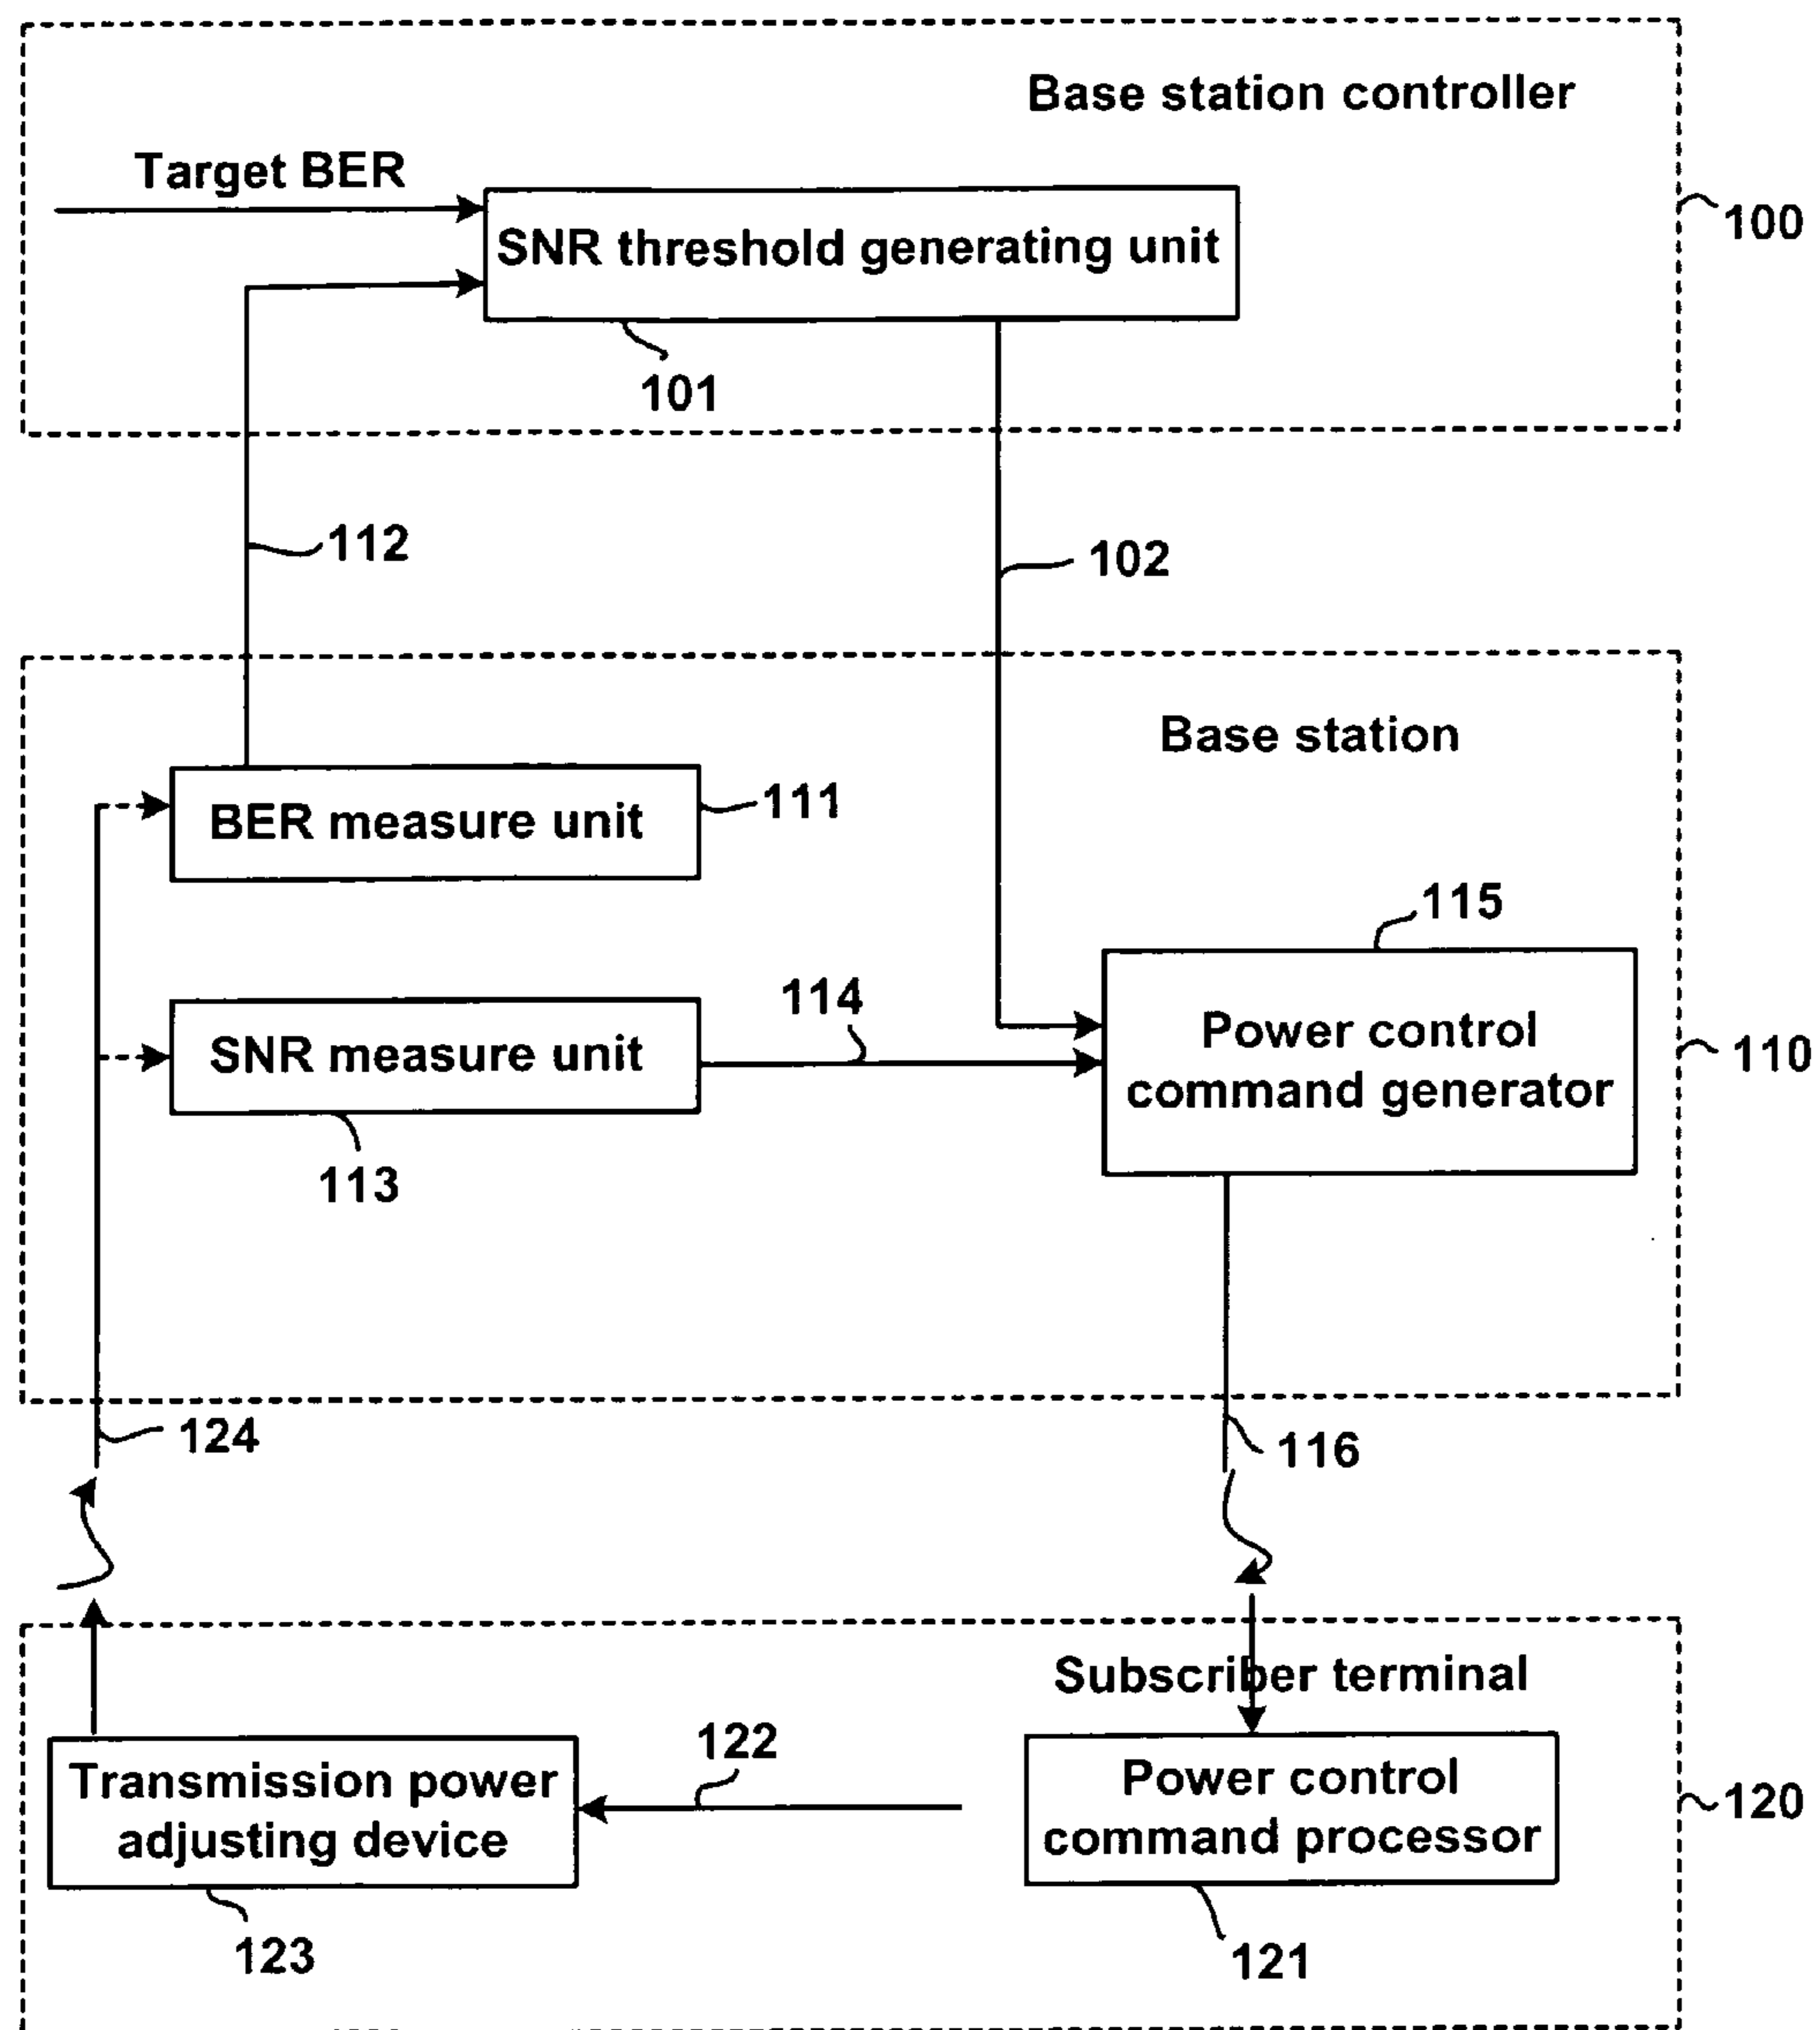 Base station controller
Target BER
SNR threshold generating unit
100
101
112
102
Base station
BER measure unit
111
115
114
SNR measure unit
Power control
command generator
110
113
124
116
Subscriber terminal
122
Transmission power
adjusting device
Power control
command processor
120
123
121